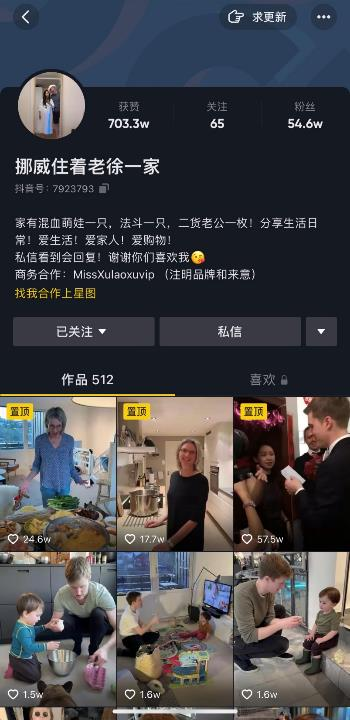 求更新
获赞 关注 粉丝
703.3w 65 54.6w
挪威住着老徐一家
抖音号：7923793
家有混血萌娃一只，法斗一只，二货老公一枚！分享生活日
常！爱生活！爱家人！爱购物！
私信看到会回复！谢谢你们喜欢我😘
商务合作：MissXulaoxuvip （注明品牌和来意）
找我合作上星图
已关注 私信
作品 512 喜欢
置顶 置顶 置顶
24.6w 17.7w 57.5w
1.5w 1.6w 1.6w